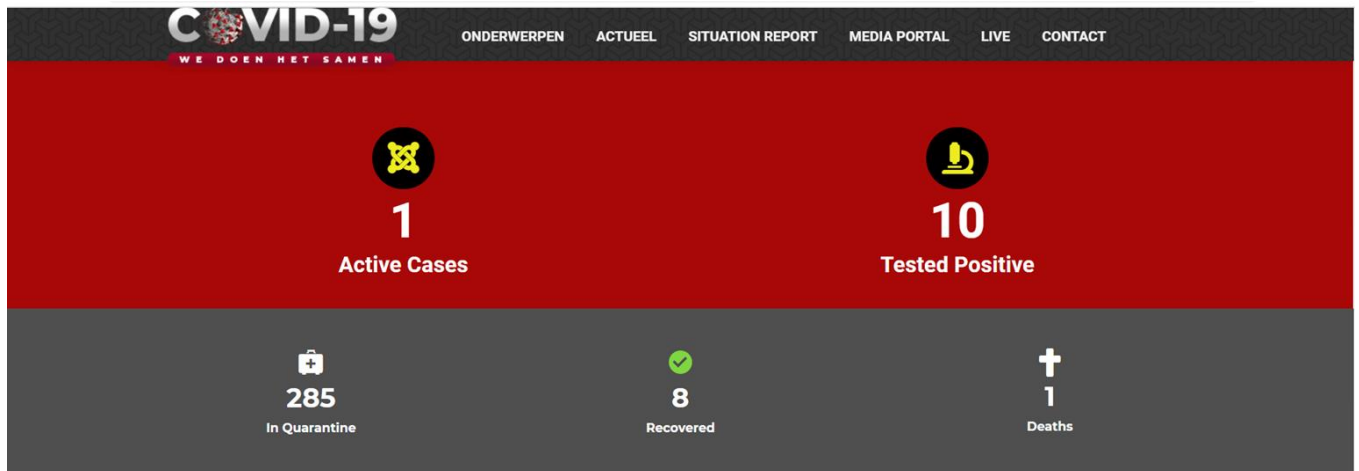 COVID-19
WE DOEN HET SAMEN
ONDERWERPEN ACTUEEL SITUATION REPORT MEDIA PORTAL LIVE CONTACT
1
Active Cases
10
Tested Positive
285
In Quarantine
8
Recovered
1
Deaths